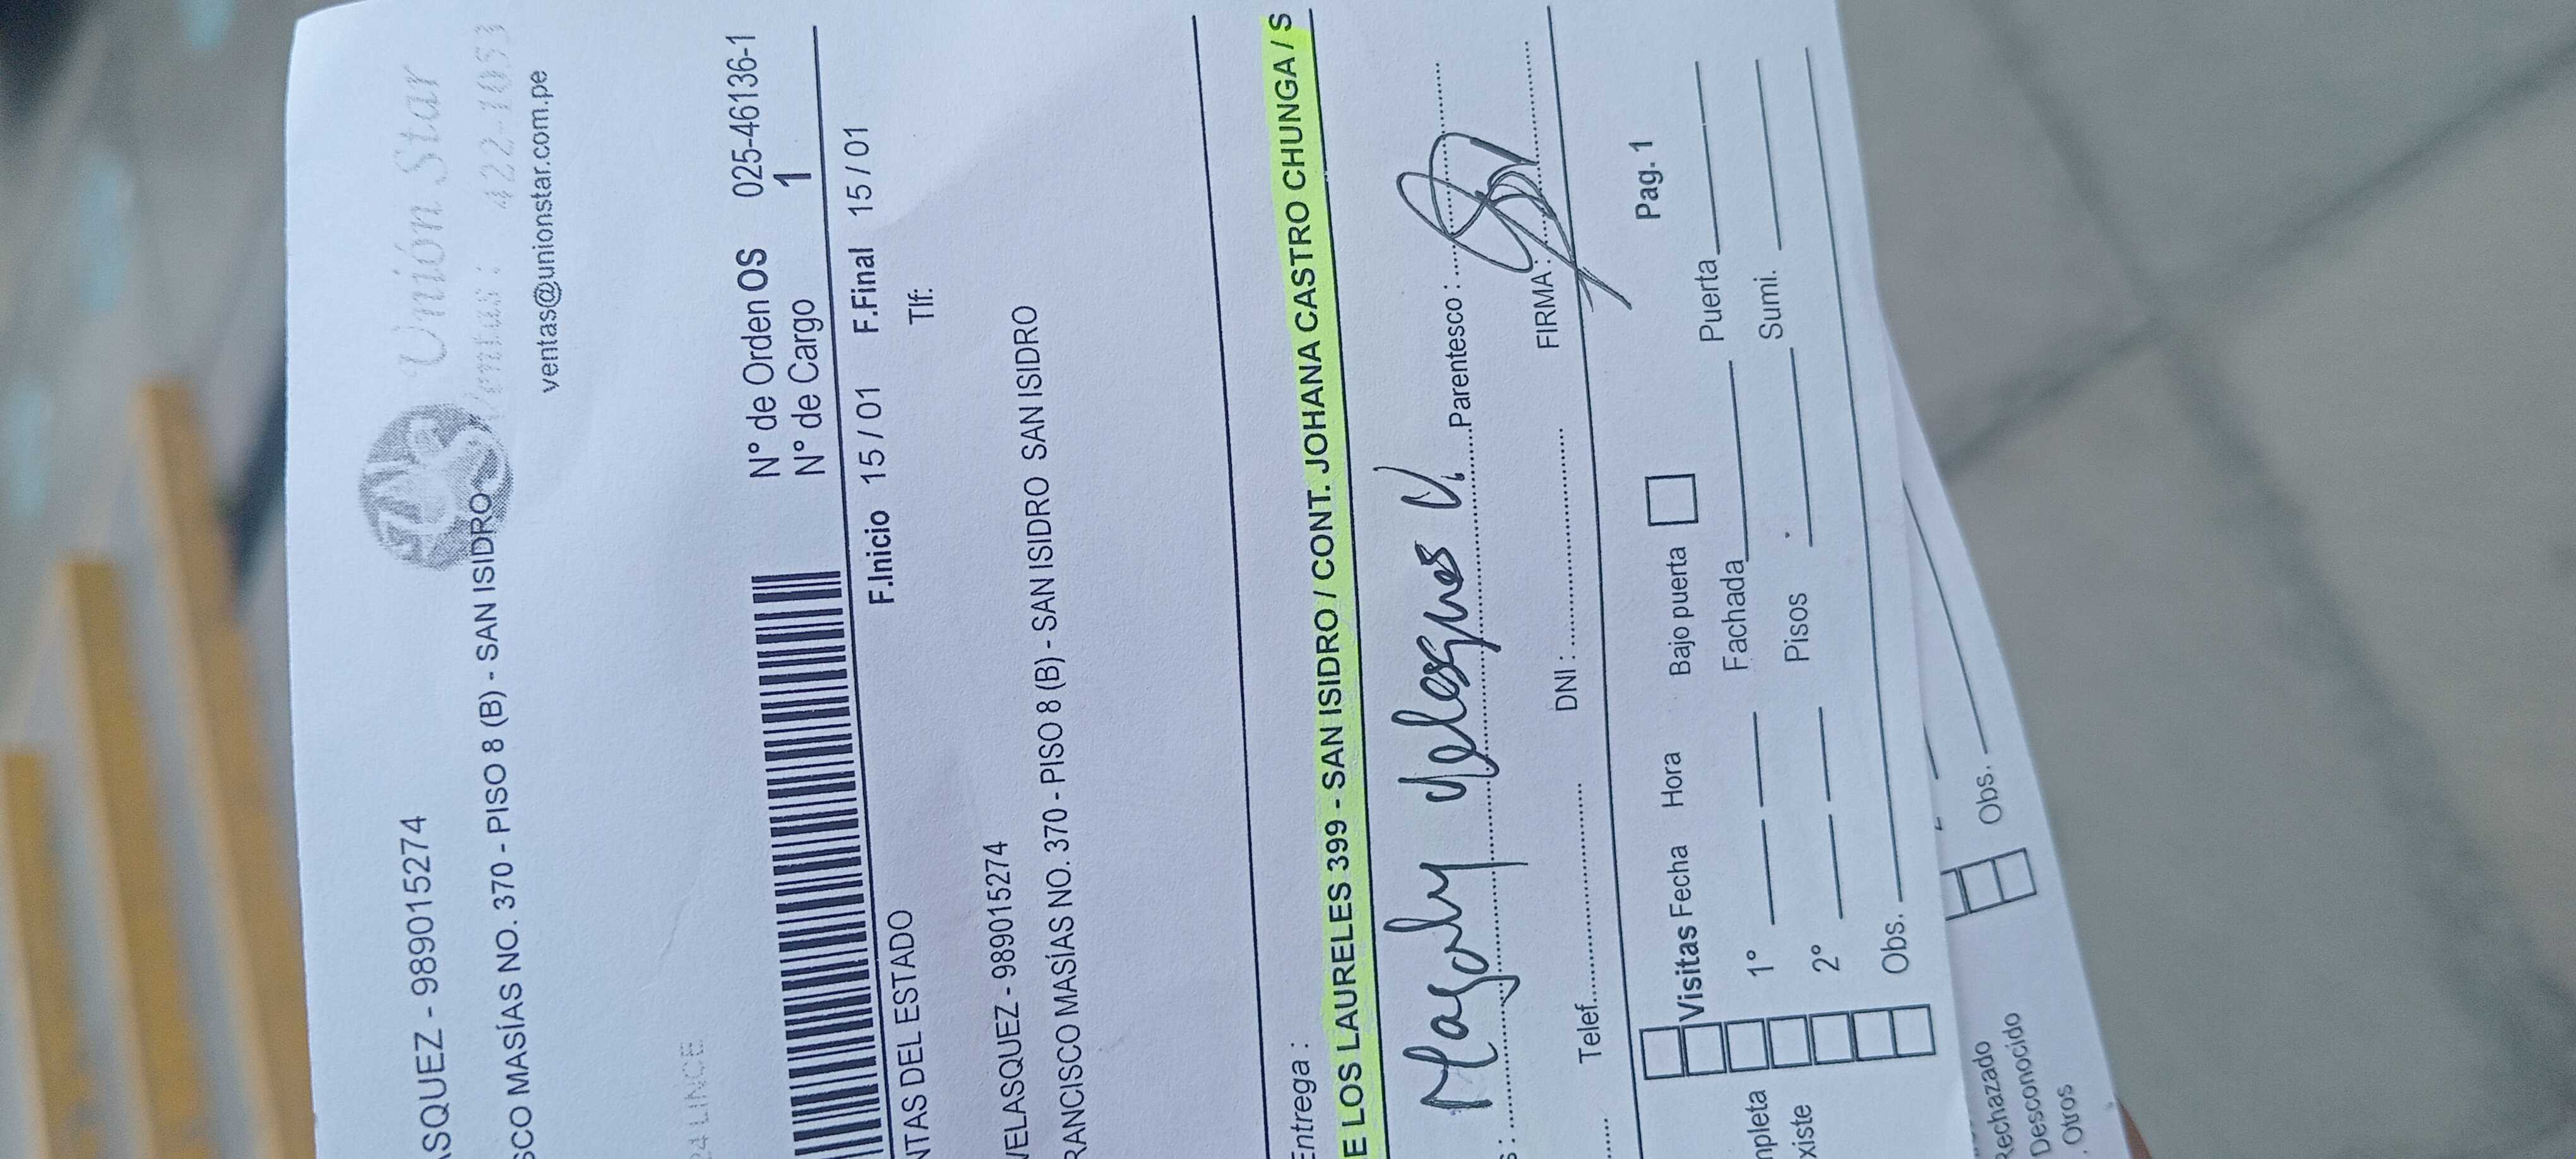 Unión Star
Ventas: 422-1053
ventas@unionstar.com.pe
ASQUEZ - 989015274
SCO MASÍAS NO. 370 - PISO 8 (B) - SAN ISIDRO
24 LINCE
N° de Orden OS 025-46136-1
N° de Cargo 1
F.Inicio 15 / 01 F.Final 15 / 01
NTAS DEL ESTADO
Tlf:
VELASQUEZ - 989015274
RANCISCO MASÍAS NO. 370 - PISO 8 (B) - SAN ISIDRO SAN ISIDRO
Entrega :
E LOS LAURELES 399 - SAN ISIDRO / CONT. JOHANA CASTRO CHUNGA / S
Magaly Velasquez V. Parentesco :
Telef. DNI : FIRMA :
Pag. 1
Visitas Fecha Hora Bajo puerta
1° Fachada Puerta
2° Pisos Sumi.
Obs.
mpleta
xiste
Obs.
Rechazado
Desconocido
Otros